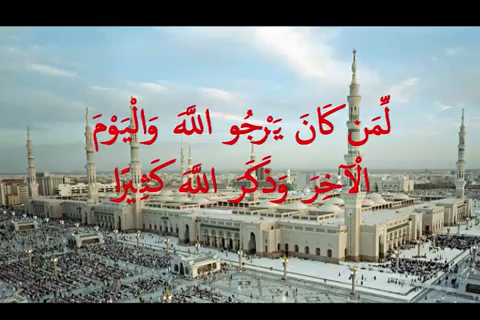 لِّمَن كَانَ يَرْجُو اللَّهَ وَالْيَوْمَ
الْآخِرَ وَذَكَرَ اللَّهَ كَثِيرًا